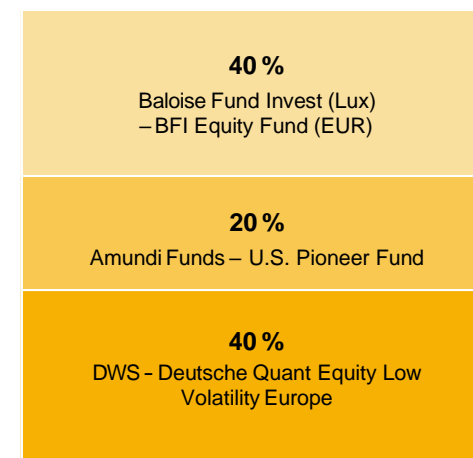 40 %
Baloise Fund Invest (Lux)
– BFI Equity Fund (EUR)
20 %
Amundi Funds – U.S. Pioneer Fund
40 %
DWS - Deutsche Quant Equity Low
Volatility Europe